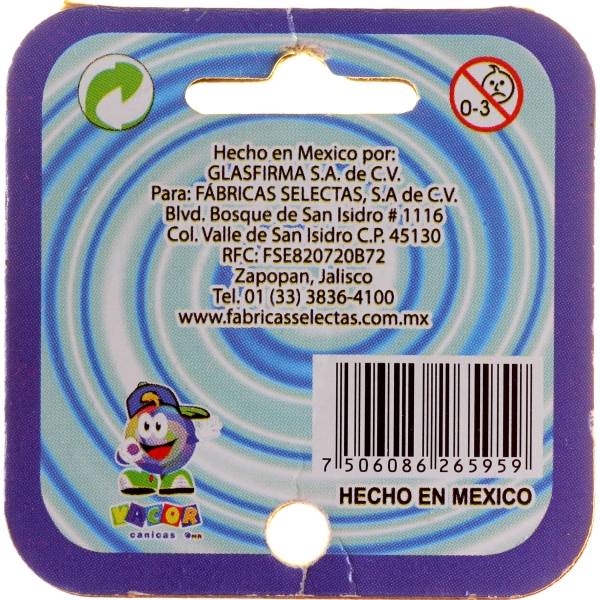 0-3
Hecho en Mexico por:
GLASFIRMA S.A. de C.V.
Para: FÁBRICAS SELECTAS, S.A de C.V.
Blvd. Bosque de San Isidro # 1116
Col. Valle de San Isidro C.P. 45130
RFC: FSE820720B72
Zapopan, Jalisco
Tel. 01 (33) 3836-4100
www.fabricasselectas.com.mx
7 506086 265959
HECHO EN MEXICO
VACOR
canicas MR